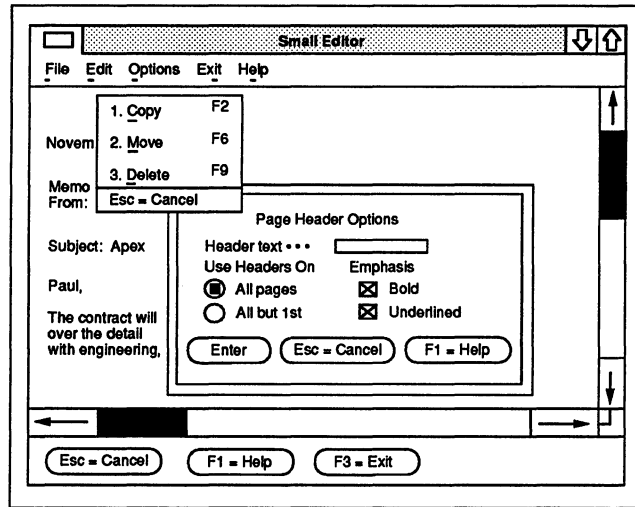 Small Editor
File Edit Options Exit Help
1. Copy F2
2. Move F6
3. Delete F9
Esc = Cancel
Novem
Memo
From:
Subject: Apex
Paul,
The contract will
over the detail
with engineering,
Page Header Options
Header text • • •
Use Headers On Emphasis
All pages Bold
All but 1st Underlined
Enter Esc = Cancel F1 = Help
Esc = Cancel F1 = Help F3 = Exit